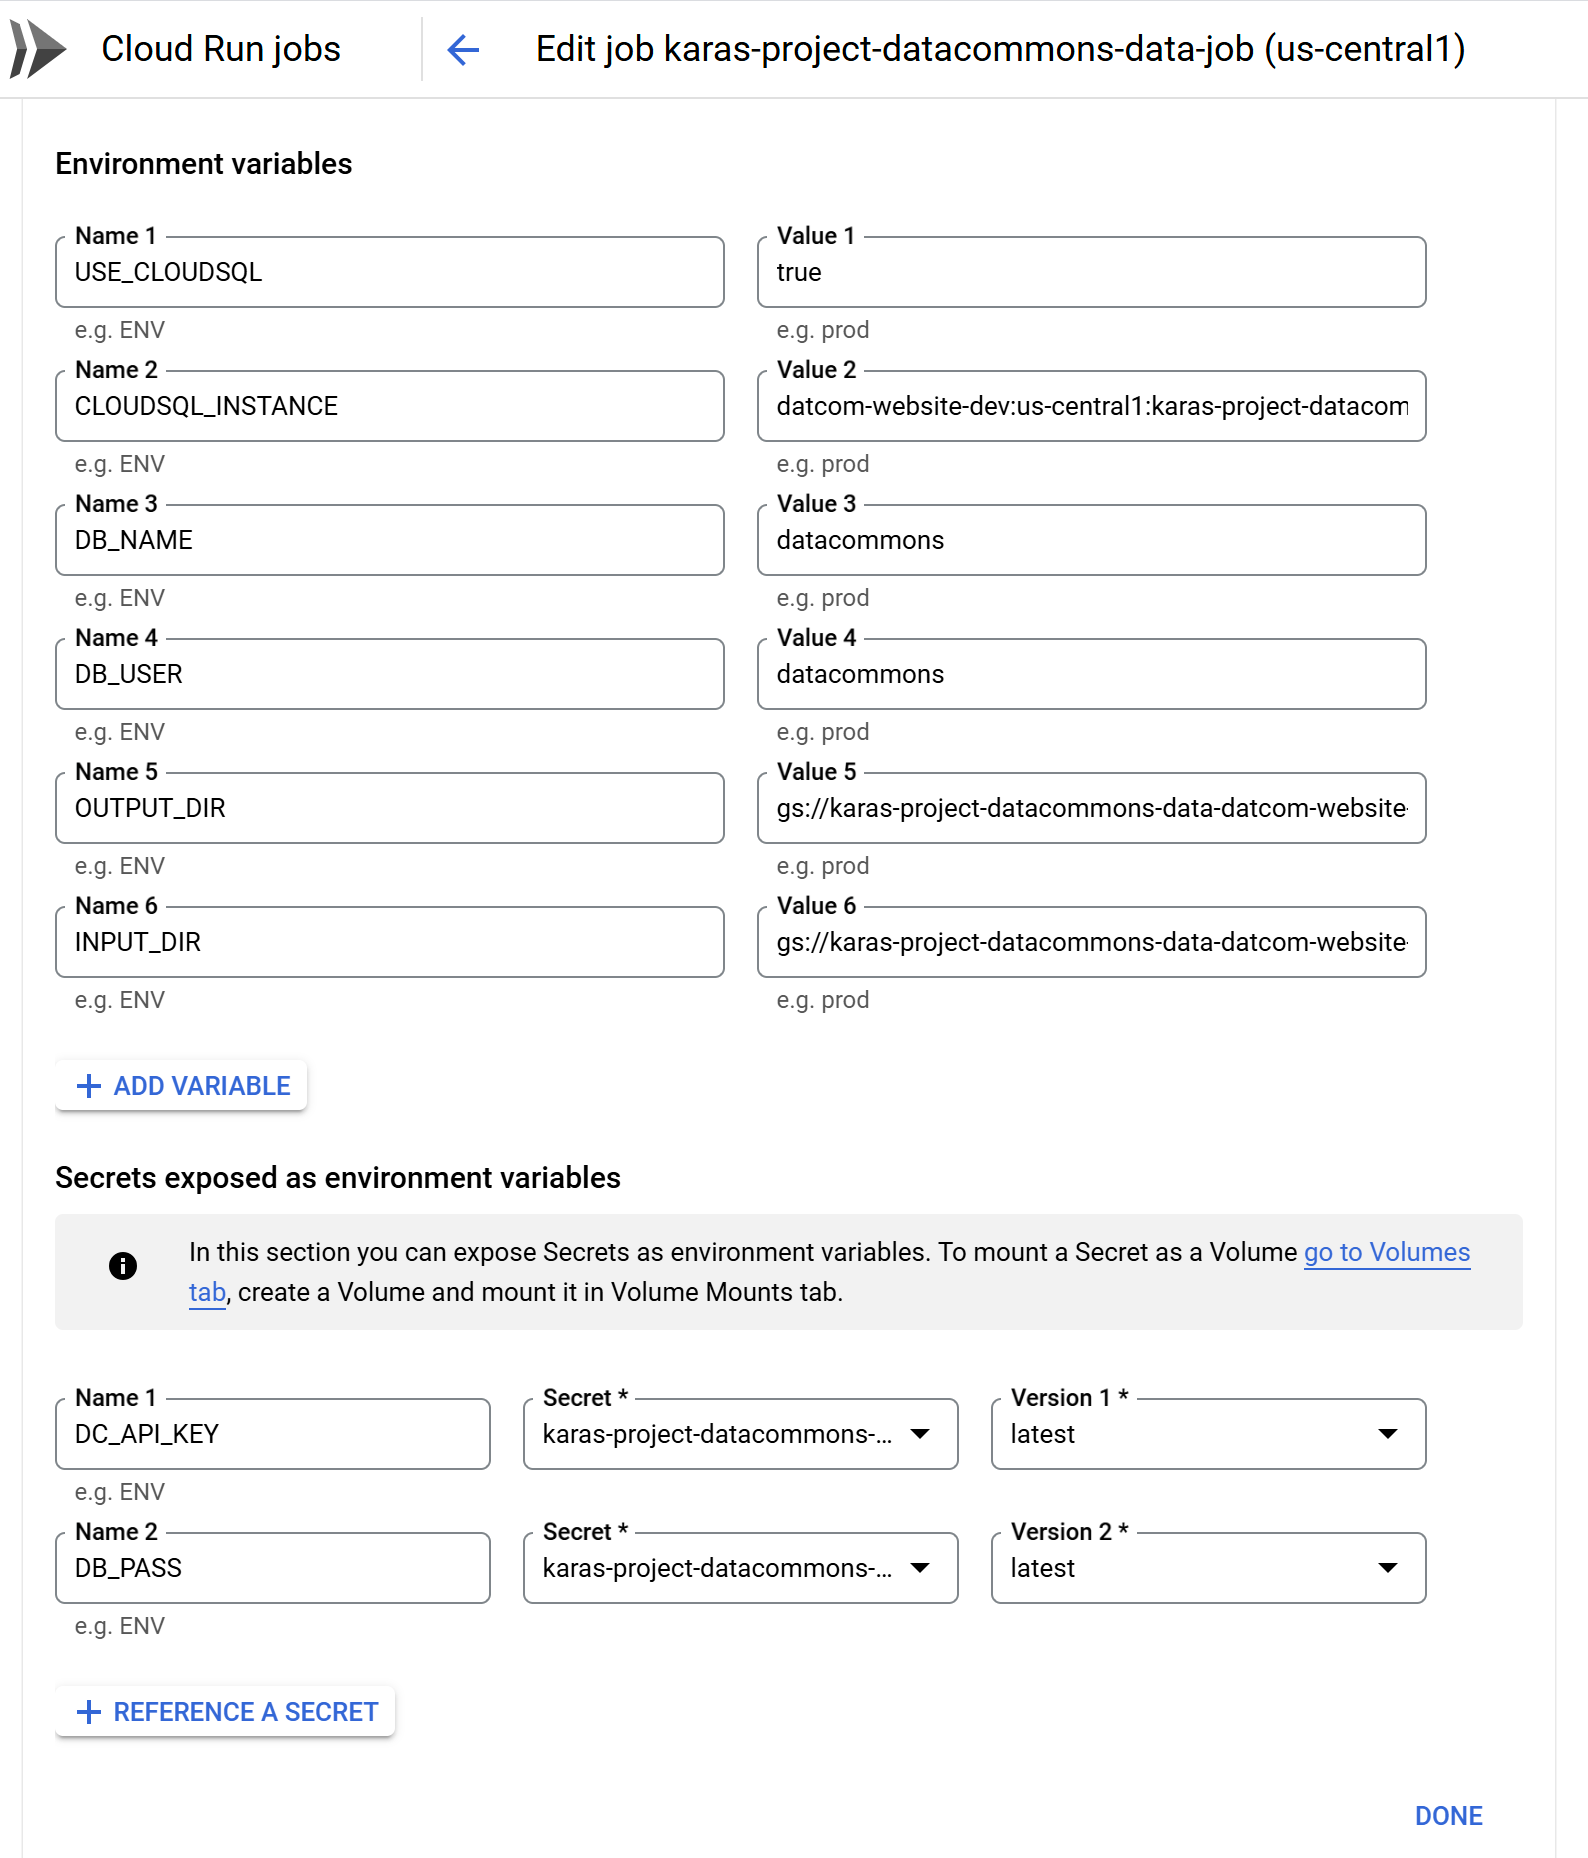 Cloud Run jobs
Edit job karas-project-datacommons-data-job (us-central1)
Environment variables
Name 1
USE_CLOUDSQL
e.g. ENV
Value 1
true
e.g. prod
Name 2
CLOUDSQL_INSTANCE
e.g. ENV
Value 2
datcom-website-dev:us-central1:karas-project-datacom
e.g. prod
Name 3
DB_NAME
e.g. ENV
Value 3
datacommons
e.g. prod
Name 4
DB_USER
e.g. ENV
Value 4
datacommons
e.g. prod
Name 5
OUTPUT_DIR
e.g. ENV
Value 5
gs://karas-project-datacommons-data-datcom-website-
e.g. prod
Name 6
INPUT_DIR
e.g. ENV
Value 6
gs://karas-project-datacommons-data-datcom-website-
e.g. prod
ADD VARIABLE
Secrets exposed as environment variables
In this section you can expose Secrets as environment variables. To mount a Secret as a Volume go to Volumes
tab, create a Volume and mount it in Volume Mounts tab.
Name 1
DC_API_KEY
e.g. ENV
Secret *
karas-project-datacommons-...
Version 1 *
latest
Name 2
DB_PASS
e.g. ENV
Secret *
karas-project-datacommons-...
Version 2 *
latest
REFERENCE A SECRET
DONE